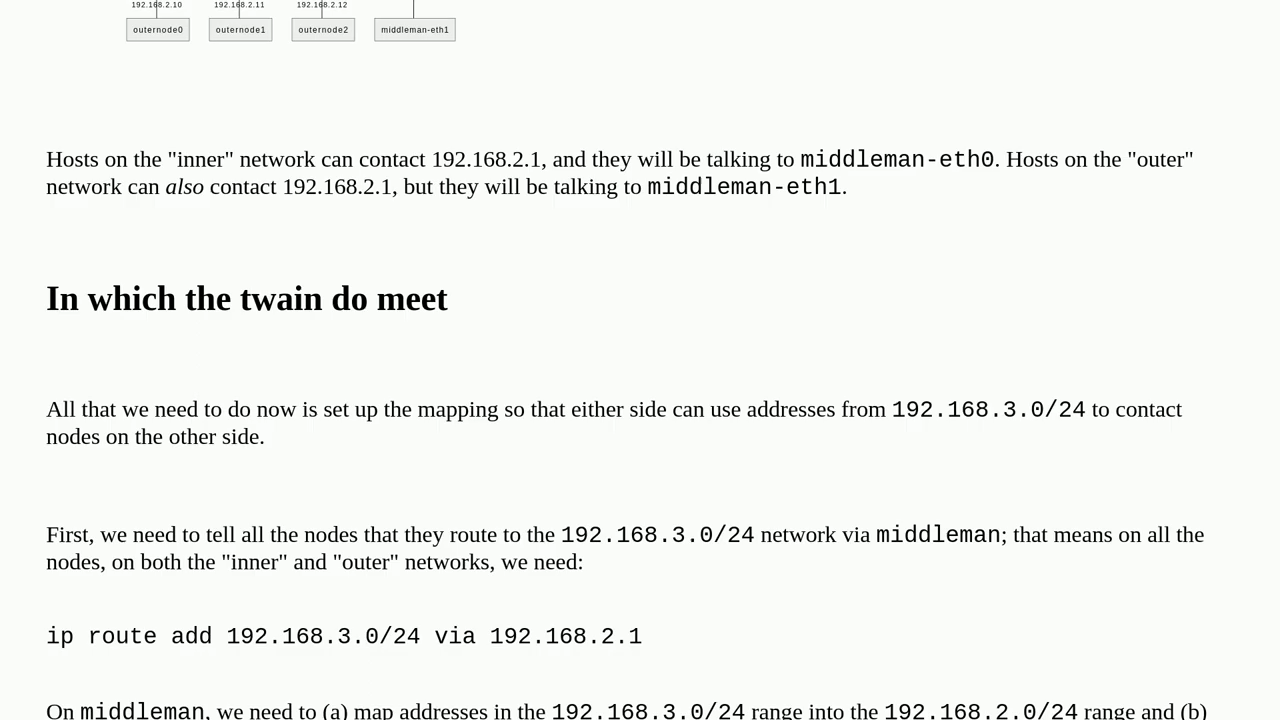 192.168.2.10 192.168.2.11 192.168.2.12
outernode0 outernode1 outernode2 middleman-eth1
Hosts on the "inner" network can contact 192.168.2.1, and they will be talking to middleman-eth0. Hosts on the "outer"
network can also contact 192.168.2.1, but they will be talking to middleman-eth1.
In which the twain do meet
All that we need to do now is set up the mapping so that either side can use addresses from 192.168.3.0/24 to contact
nodes on the other side.
First, we need to tell all the nodes that they route to the 192.168.3.0/24 network via middleman; that means on all the
nodes, on both the "inner" and "outer" networks, we need:
ip route add 192.168.3.0/24 via 192.168.2.1
On middleman, we need to (a) map addresses in the 192.168.3.0/24 range into the 192.168.2.0/24 range and (b)